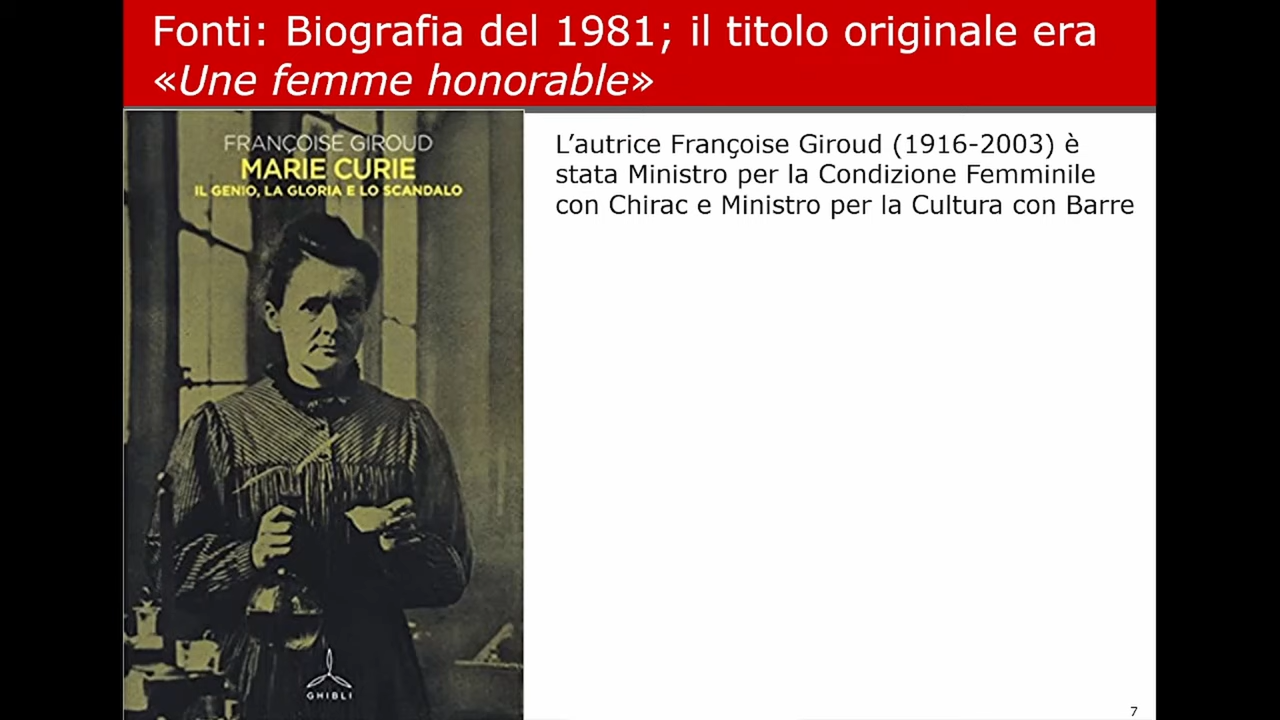 Fonti: Biografia del 1981; il titolo originale era
«Une femme honorable»
FRANÇOISE GIROUD
MARIE CURIE
IL GENIO, LA GLORIA E LO SCANDALO
GHIBLI
L’autrice Françoise Giroud (1916-2003) è
stata Ministro per la Condizione Femminile
con Chirac e Ministro per la Cultura con Barre
7